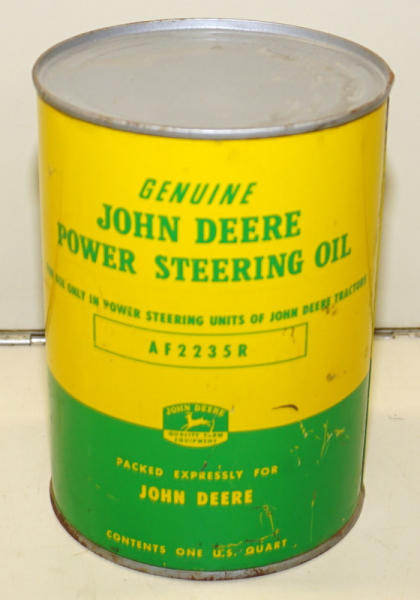 GENUINE
JOHN DEERE
POWER STEERING OIL
FOR USE ONLY IN POWER STEERING UNITS OF JOHN DEERE TRACTORS
AF2235R
JOHN DEERE
QUALITY FARM
EQUIPMENT
PACKED EXPRESSLY FOR
JOHN DEERE
CONTENTS ONE U.S. QUART